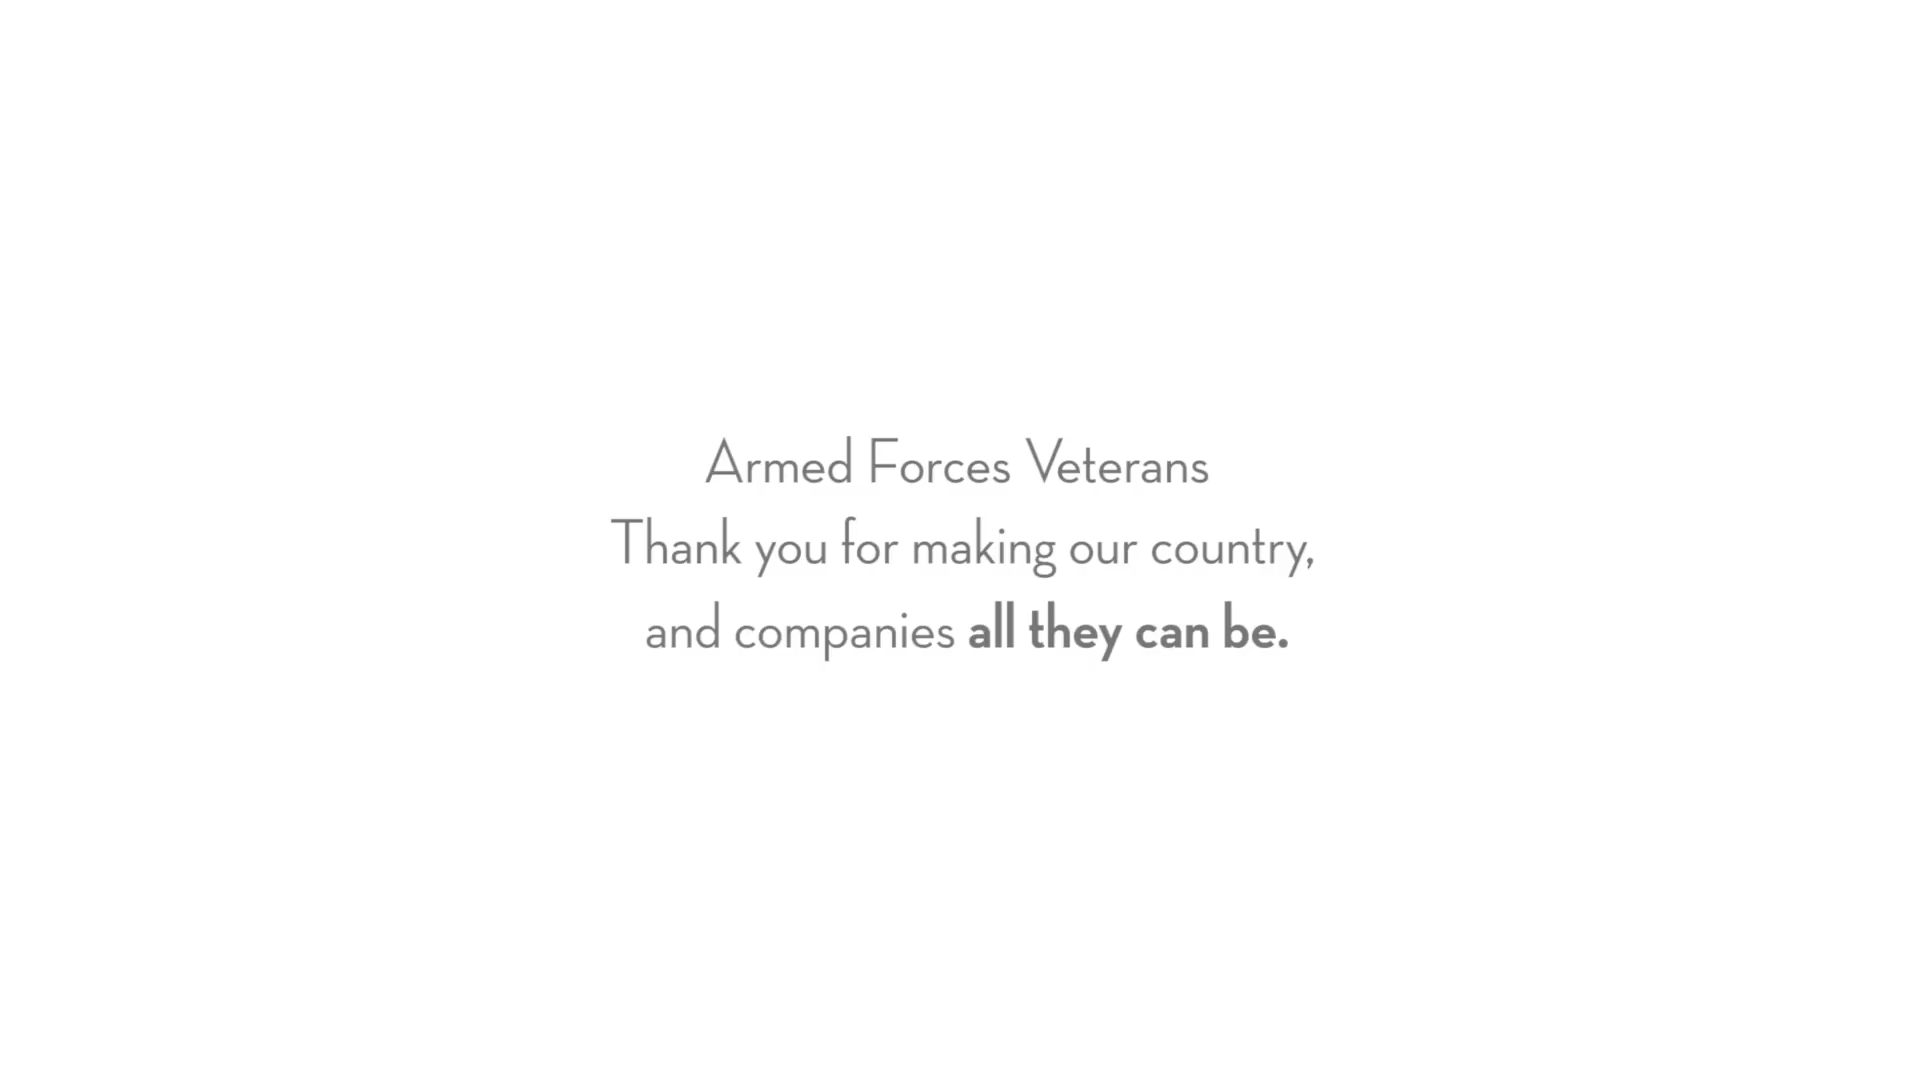 Armed Forces Veterans
Thank you for making our country,
and companies all they can be.